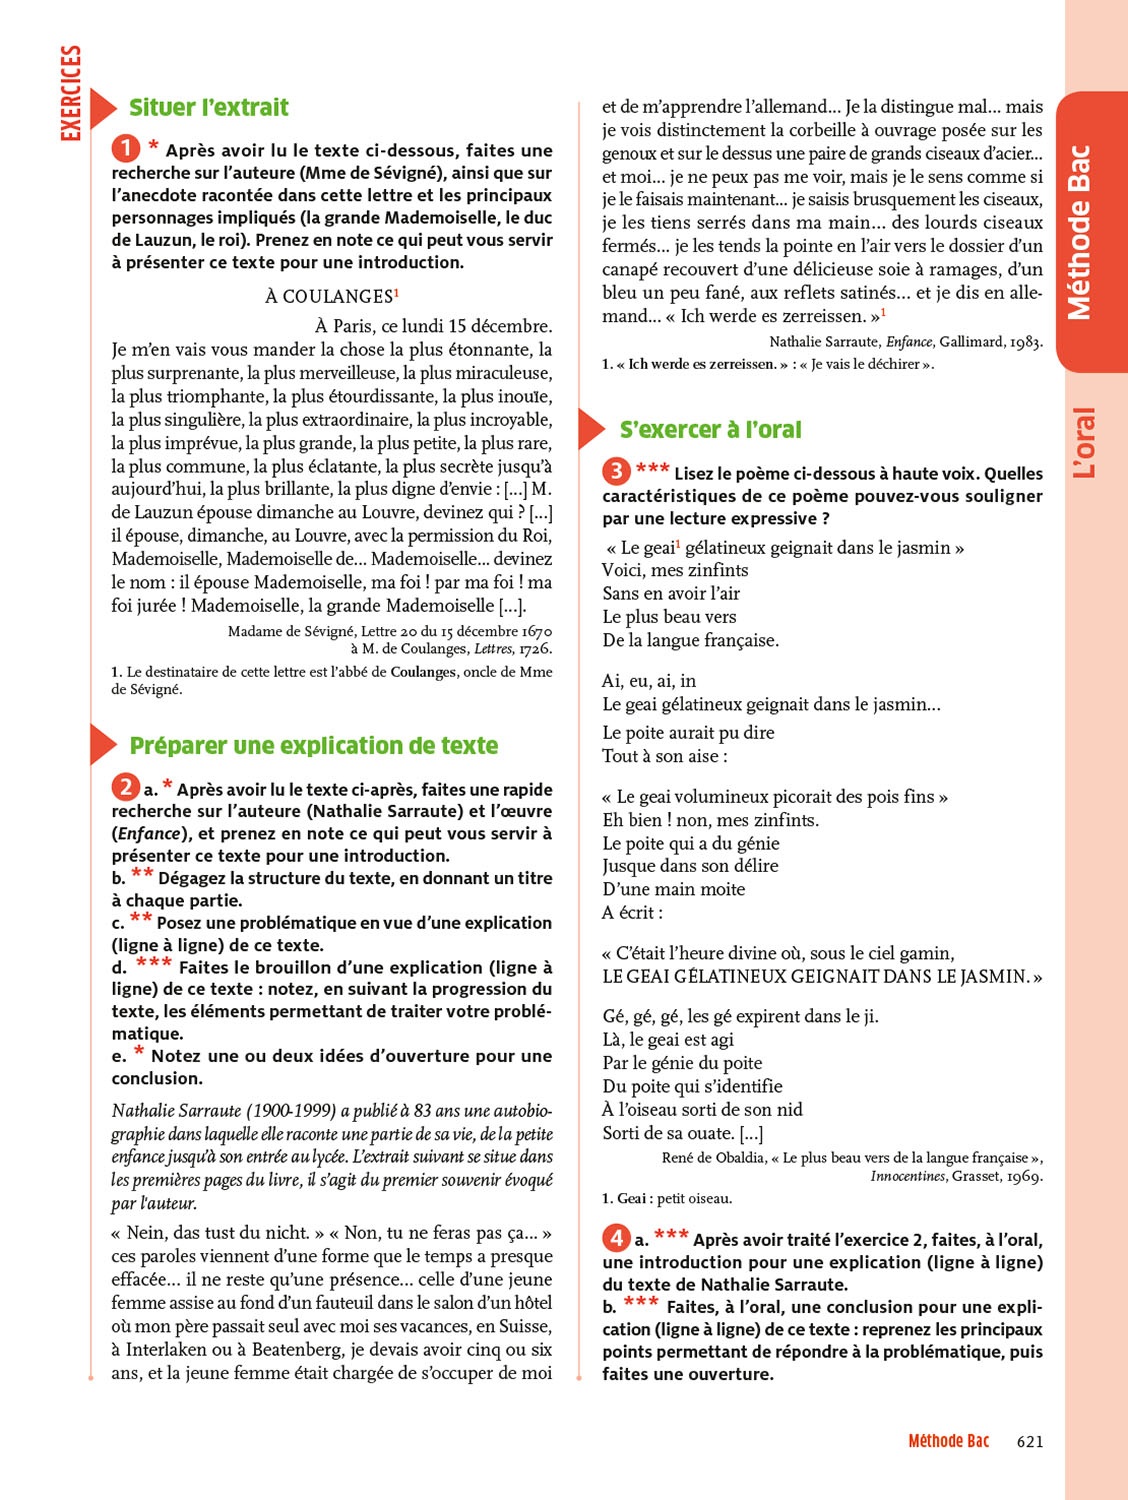 EXERCICES
Situer l'extrait
1 * Après avoir lu le texte ci-dessous, faites une
recherche sur l'auteure (Mme de Sévigné), ainsi que sur
l'anecdote racontée dans cette lettre et les principaux
personnages impliqués (la grande Mademoiselle, le duc
de Lauzun, le roi). Prenez en note ce qui peut vous servir
à présenter ce texte pour une introduction.
À COULANGES1
À Paris, ce lundi 15 décembre.
Je m'en vais vous mander la chose la plus étonnante, la
plus surprenante, la plus merveilleuse, la plus miraculeuse,
la plus triomphante, la plus étourdissante, la plus inouïe,
la plus singulière, la plus extraordinaire, la plus incroyable,
la plus imprévue, la plus grande, la plus petite, la plus rare,
la plus commune, la plus éclatante, la plus secrète jusqu'à
aujourd'hui, la plus brillante, la plus digne d'envie : [...] M.
de Lauzun épouse dimanche au Louvre, devinez qui ? [...]
il épouse, dimanche, au Louvre, avec la permission du Roi,
Mademoiselle, Mademoiselle de... Mademoiselle... devinez
le nom : il épouse Mademoiselle, ma foi ! par ma foi ! ma
foi jurée ! Mademoiselle, la grande Mademoiselle [...].
Madame de Sévigné, Lettre 20 du 15 décembre 1670
à M. de Coulanges, Lettres, 1726.
1. Le destinataire de cette lettre est l'abbé de Coulanges, oncle de Mme
de Sévigné.
Préparer une explication de texte
2 a. * Après avoir lu le texte ci-après, faites une rapide
recherche sur l'auteure (Nathalie Sarraute) et l'œuvre
(Enfance), et prenez en note ce qui peut vous servir à
présenter ce texte pour une introduction.
b. ** Dégagez la structure du texte, en donnant un titre
à chaque partie.
c. ** Posez une problématique en vue d'une explication
(ligne à ligne) de ce texte.
d. *** Faites le brouillon d'une explication (ligne à
ligne) de ce texte : notez, en suivant la progression du
texte, les éléments permettant de traiter votre problé-
matique.
e. * Notez une ou deux idées d'ouverture pour une
conclusion.
Nathalie Sarraute (1900-1999) a publié à 83 ans une autobio-
graphie dans laquelle elle raconte une partie de sa vie, de la petite
enfance jusqu'à son entrée au lycée. L'extrait suivant se situe dans
les premières pages du livre, il s'agit du premier souvenir évoqué
par l'auteur.
« Nein, das tust du nicht. » « Non, tu ne feras pas ça... »
ces paroles viennent d'une forme que le temps a presque
effacée... il ne reste qu'une présence... celle d'une jeune
femme assise au fond d'un fauteuil dans le salon d'un hôtel
où mon père passait seul avec moi ses vacances, en Suisse,
à Interlaken ou à Beatenberg, je devais avoir cinq ou six
ans, et la jeune femme était chargée de s'occuper de moi
et de m'apprendre l'allemand... Je la distingue mal... mais
je vois distinctement la corbeille à ouvrage posée sur les
genoux et sur le dessus une paire de grands ciseaux d'acier...
et moi... je ne peux pas me voir, mais je le sens comme si
je le faisais maintenant... je saisis brusquement les ciseaux,
je les tiens serrés dans ma main... des lourds ciseaux
fermés... je les tends la pointe en l'air vers le dossier d'un
canapé recouvert d'une délicieuse soie à ramages, d'un
bleu un peu fané, aux reflets satinés... et je dis en alle-
mand... « Ich werde es zerreissen. »1
Nathalie Sarraute, Enfance, Gallimard, 1983.
1. « Ich werde es zerreissen. » : « Je vais le déchirer ».
S'exercer à l'oral
3 *** Lisez le poème ci-dessous à haute voix. Quelles
caractéristiques de ce poème pouvez-vous souligner
par une lecture expressive ?
« Le geai1 gélatineux geignait dans le jasmin »
Voici, mes zinfints
Sans en avoir l'air
Le plus beau vers
De la langue française.
Ai, eu, ai, in
Le geai gélatineux geignait dans le jasmin...
Le poite aurait pu dire
Tout à son aise :
« Le geai volumineux picorait des pois fins »
Eh bien ! non, mes zinfints.
Le poite qui a du génie
Jusque dans son délire
D'une main moite
A écrit :
« C'était l'heure divine où, sous le ciel gamin,
LE GEAI GÉLATINEUX GEIGNAIT DANS LE JASMIN. »
Gé, gé, gé, les gé expirent dans le ji.
Là, le geai est agi
Par le génie du poite
Du poite qui s'identifie
À l'oiseau sorti de son nid
Sorti de sa ouate. [...]
René de Obaldia, « Le plus beau vers de la langue française »,
Innocentines, Grasset, 1969.
1. Geai : petit oiseau.
4 a. *** Après avoir traité l'exercice 2, faites, à l'oral,
une introduction pour une explication (ligne à ligne)
du texte de Nathalie Sarraute.
b. *** Faites, à l'oral, une conclusion pour une expli-
cation (ligne à ligne) de ce texte : reprenez les principaux
points permettant de répondre à la problématique, puis
faites une ouverture.
Méthode Bac
L'oral
Méthode Bac 621